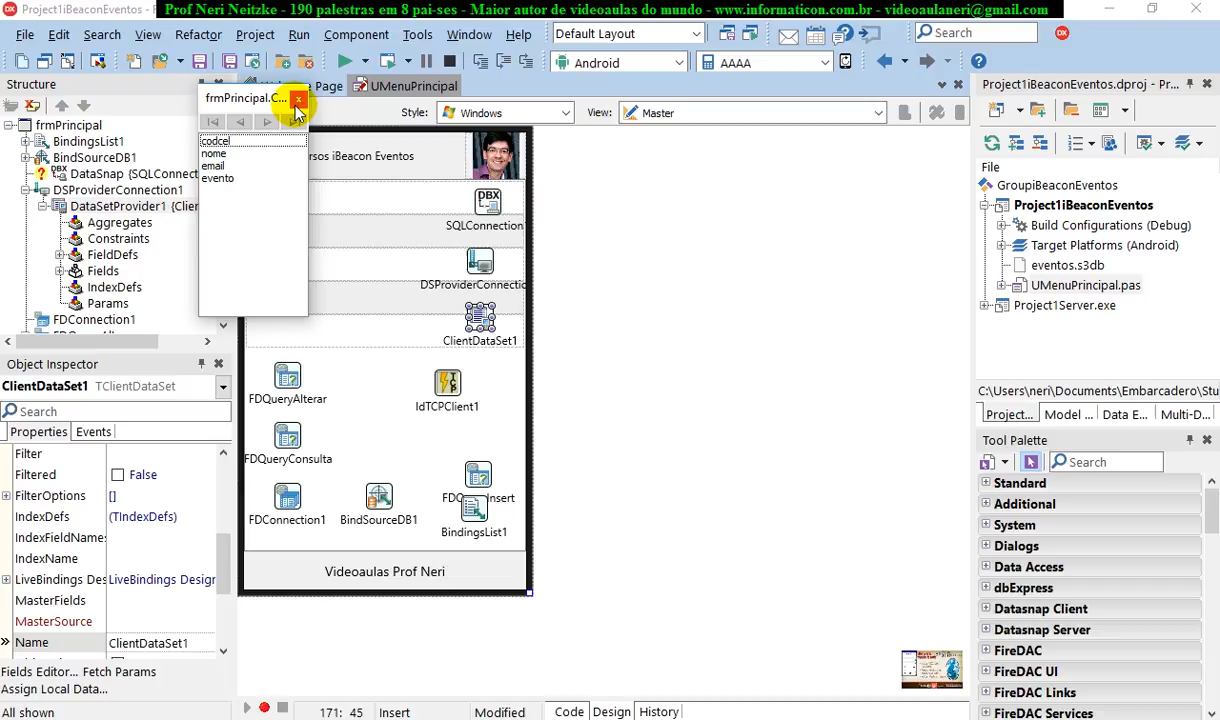 Project1iBeaconEventos
Prof Neri Neitzke - 190 palestras em 8 pai-ses - Maior autor de videoaulas do mundo - www.informaticon.com.br - videoaulaneri@gmail.com
File Edit Search View Refactor Project Run Component Tools Window Help
Default Layout
Search
DX
Android
AAAA
Structure
Page
UMenuPrincipal
Project1iBeaconEventos.dproj - Projec...
frmPrincipal.C...
Style: Windows
View: Master
frmPrincipal
BindingsList1
BindSourceDB1
DataSnap {SQLConnect
DSProviderConnection1
DataSetProvider1 {Clier
Aggregates
Constraints
FieldDefs
Fields
IndexDefs
Params
FDConnection1
codcel
nome
email
evento
rsos iBeacon Eventos
DBX
SQLConnection
DSProviderConnectio
ClientDataSet1
FDQueryAlterar
IdTCPClient1
FDQueryConsulta
FDConnection1
BindSourceDB1
Insert
BindingsList1
Videoaulas Prof Neri
File
GroupiBeaconEventos
Project1iBeaconEventos
Build Configurations (Debug)
Target Platforms (Android)
eventos.s3db
UMenuPrincipal.pas
Project1Server.exe
C:\Users\neri\Documents\Embarcadero\Stu
Project... Model ... Data E... Multi-D...
Object Inspector
ClientDataSet1 TClientDataSet
Search
Properties Events
Filter
Filtered False
FilterOptions []
IndexDefs (TIndexDefs)
IndexFieldName:
IndexName
LiveBindings Des LiveBindings Design
MasterFields
MasterSource
Name ClientDataSet1
Fields Editor... Fetch Params
Assign Local Data...
All shown
Tool Palette
Search
Standard
Additional
System
Dialogs
Data Access
dbExpress
Datasnap Client
Datasnap Server
FireDAC
FireDAC UI
FireDAC Links
FireDAC Services
171: 45 Insert Modified Code Design History